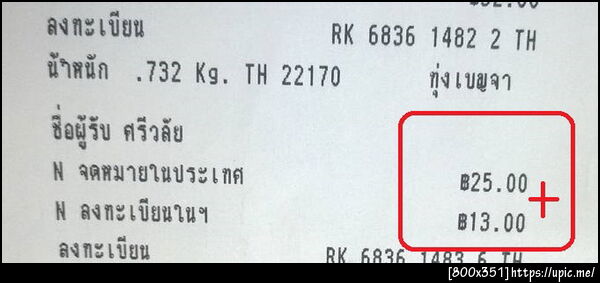 ฿32.00
ลงทะเบียน RK 6836 1482 2 TH
น้ำหนัก .732 Kg. TH 22170 ทุ่งเบญจา
ชื่อผู้รับ ศรีวลัย
N จดหมายในประเทศ ฿25.00
+
N ลงทะเบียนในฯ ฿13.00
ลงทะเบียน RK 6836 1483 6 TH
[800x351] https://upic.me/